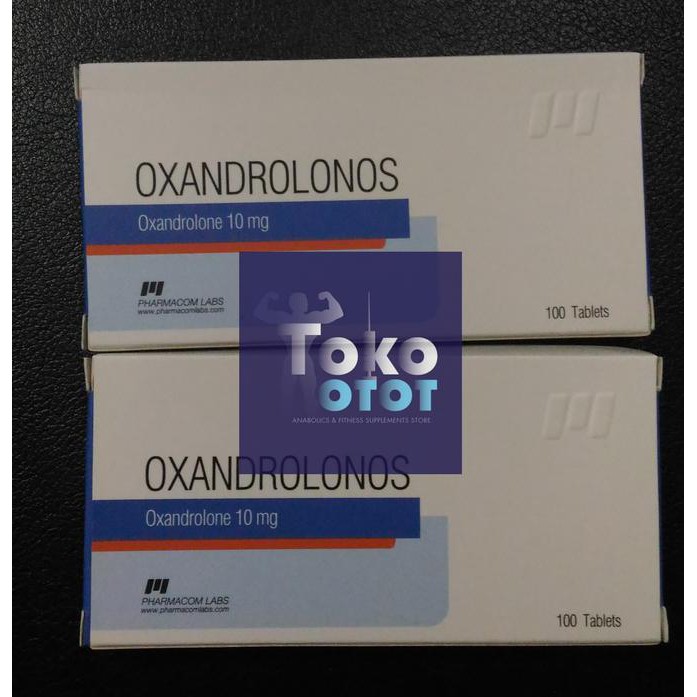 OXANDROLONOS
Oxandrolone 10 mg
PHARMACOM LABS
www.pharmacomlabs.com
100 Tablets
TOKO
OTOT
ANABOLICS & FITNESS SUPPLEMENTS STORE
OXANDROLONOS
Oxandrolone 10 mg
PHARMACOM LABS
www.pharmacomlabs.com
100 Tablets